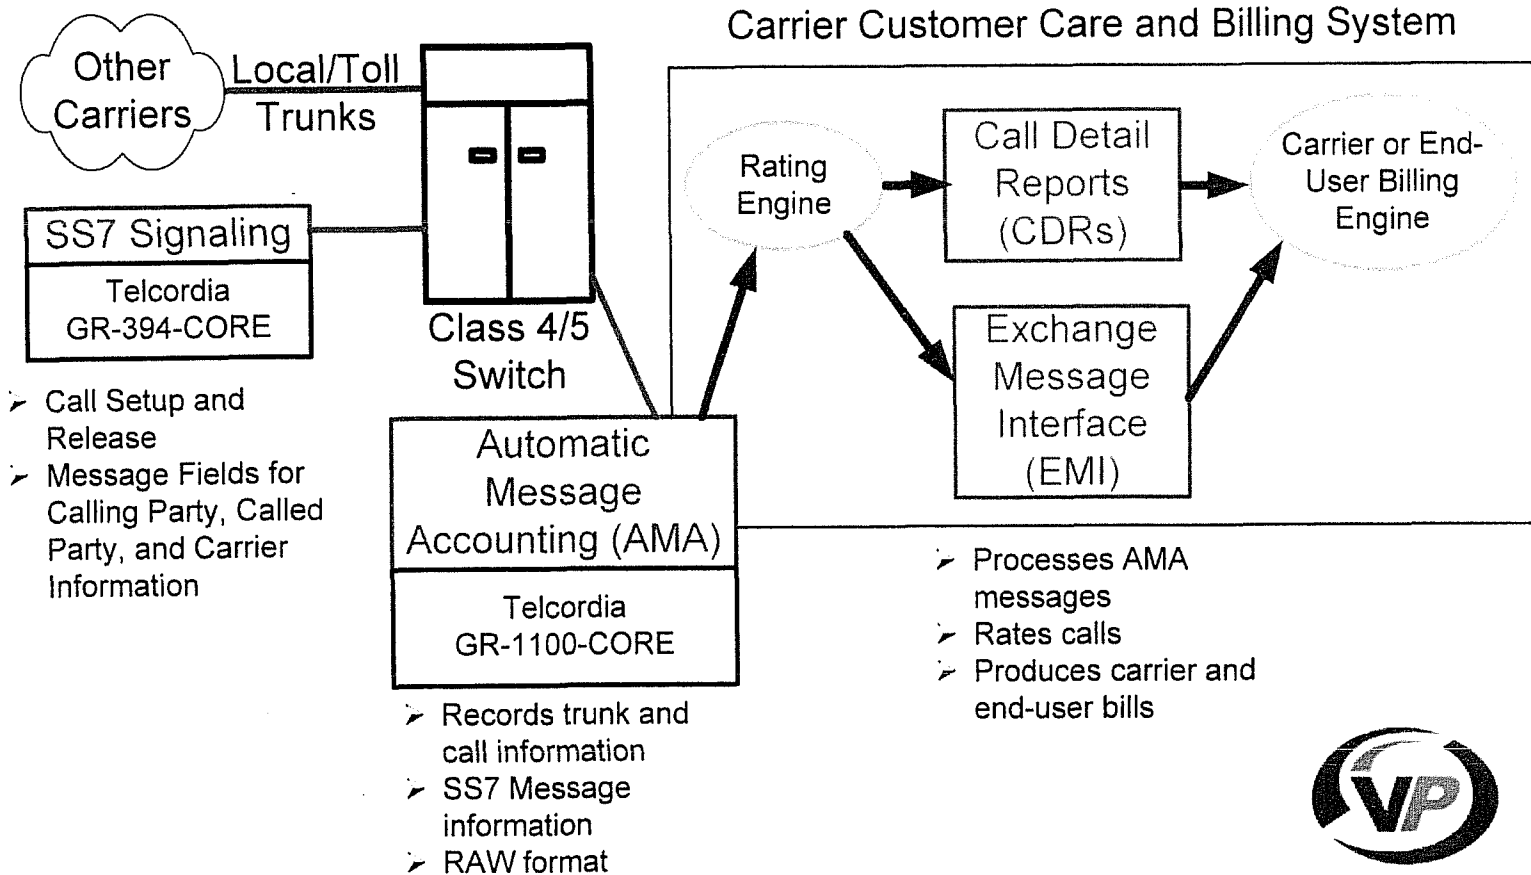 Carrier Customer Care and Billing System
Other
Carriers
Local/Toll
Trunks
SS7 Signaling
Telcordia
GR-394-CORE
Call Setup and
Release
Message Fields for
Calling Party, Called
Party, and Carrier
Information
Class 4/5
Switch
Automatic
Message
Accounting (AMA)
Telcordia
GR-1100-CORE
Records trunk and
call information
SS7 Message
information
RAW format
Rating
Engine
Call Detail
Reports
(CDRs)
Exchange
Message
Interface
(EMI)
Carrier or End-
User Billing
Engine
Processes AMA
messages
Rates calls
Produces carrier and
end-user bills
VP